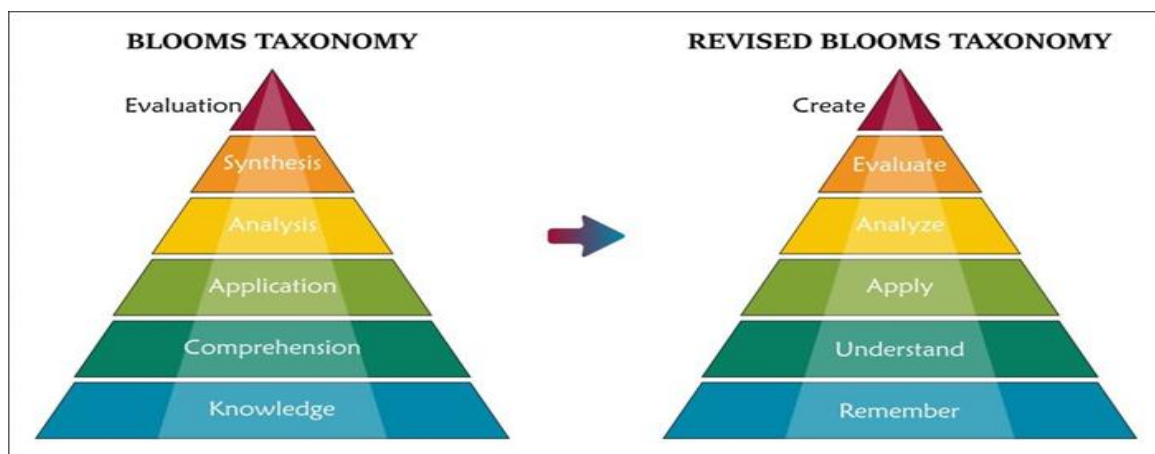 BLOOMS TAXONOMY
Evaluation
Synthesis
Analysis
Application
Comprehension
Knowledge
REVISED BLOOMS TAXONOMY
Create
Evaluate
Analyze
Apply
Understand
Remember